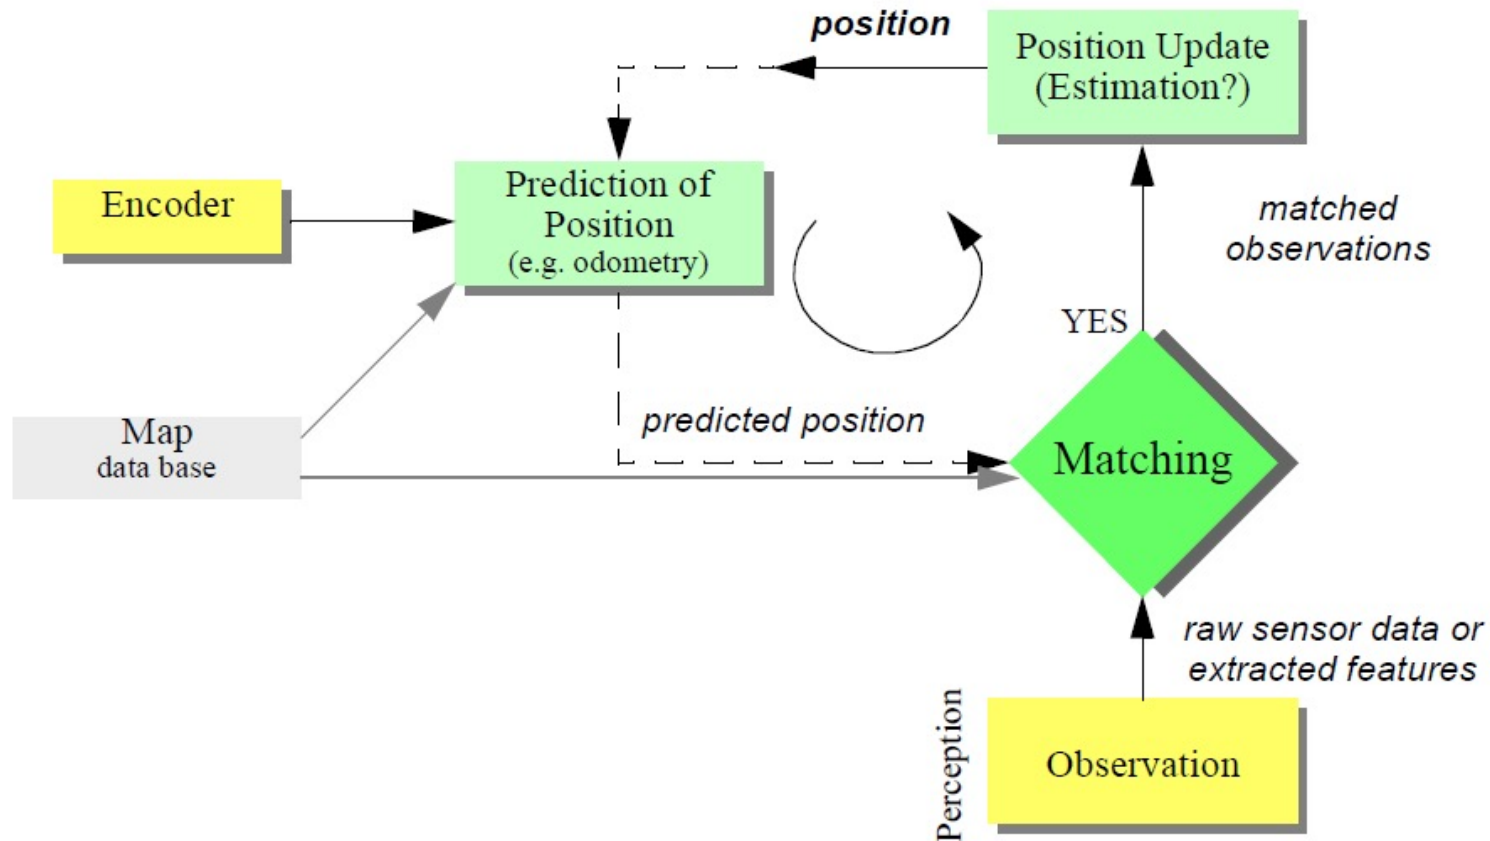 position
Position Update
(Estimation?)
Encoder
Prediction of
Position
(e.g. odometry)
matched
observations
YES
Map
data base
predicted position
Matching
raw sensor data or
extracted features
Perception
Observation